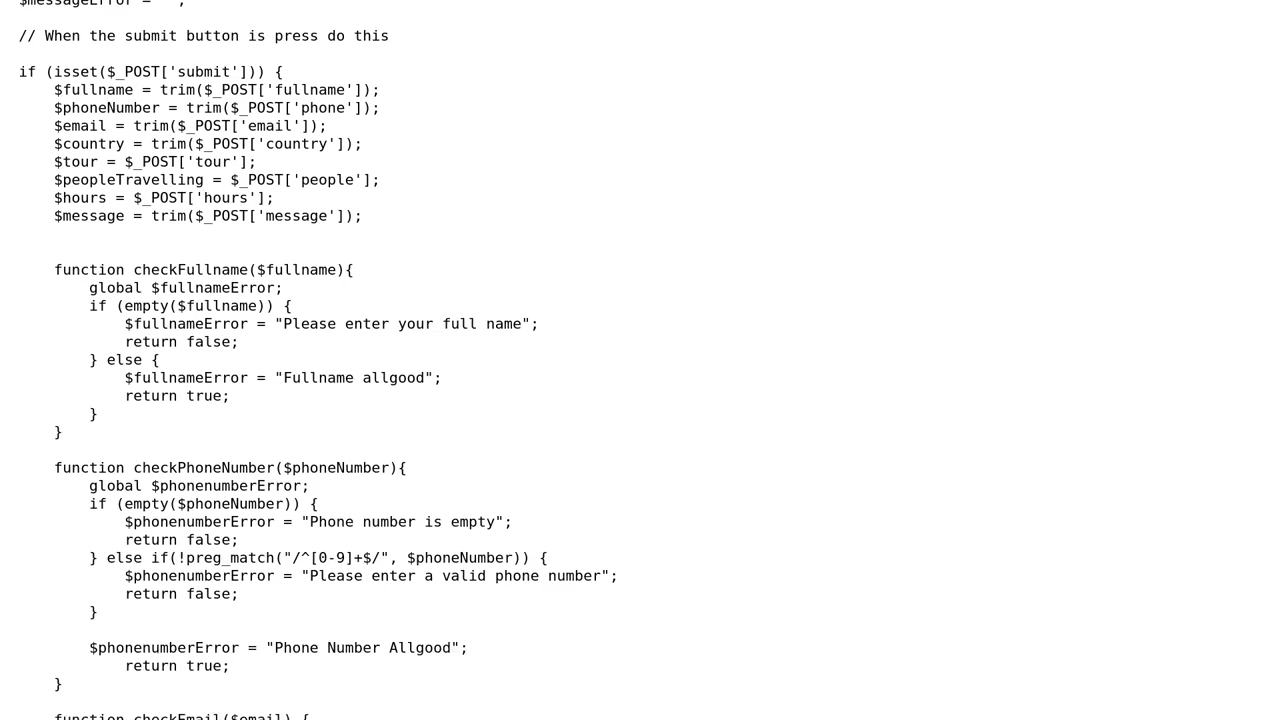 $messageError = "";
// When the submit button is press do this
if (isset($_POST['submit'])) {
$fullname = trim($_POST['fullname']);
$phoneNumber = trim($_POST['phone']);
$email = trim($_POST['email']);
$country = trim($_POST['country']);
$tour = $_POST['tour'];
$peopleTravelling = $_POST['people'];
$hours = $_POST['hours'];
$message = trim($_POST['message']);
function checkFullname($fullname){
global $fullnameError;
if (empty($fullname)) {
$fullnameError = "Please enter your full name";
return false;
} else {
$fullnameError = "Fullname allgood";
return true;
}
}
function checkPhoneNumber($phoneNumber){
global $phonenumberError;
if (empty($phoneNumber)) {
$phonenumberError = "Phone number is empty";
return false;
} else if(!preg_match("/^[0-9]+$/", $phoneNumber)) {
$phonenumberError = "Please enter a valid phone number";
return false;
}
$phonenumberError = "Phone Number Allgood";
return true;
}
function checkEmail($email) {